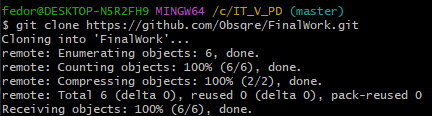 fedor@DESKTOP-N5R2FH9 MINGW64 /c/IT_V_PD (master)
$ git clone https://github.com/Obsqre/FinalWork.git
Cloning into 'FinalWork'...
remote: Enumerating objects: 6, done.
remote: Counting objects: 100% (6/6), done.
remote: Compressing objects: 100% (2/2), done.
remote: Total 6 (delta 0), reused 0 (delta 0), pack-reused 0
Receiving objects: 100% (6/6), done.